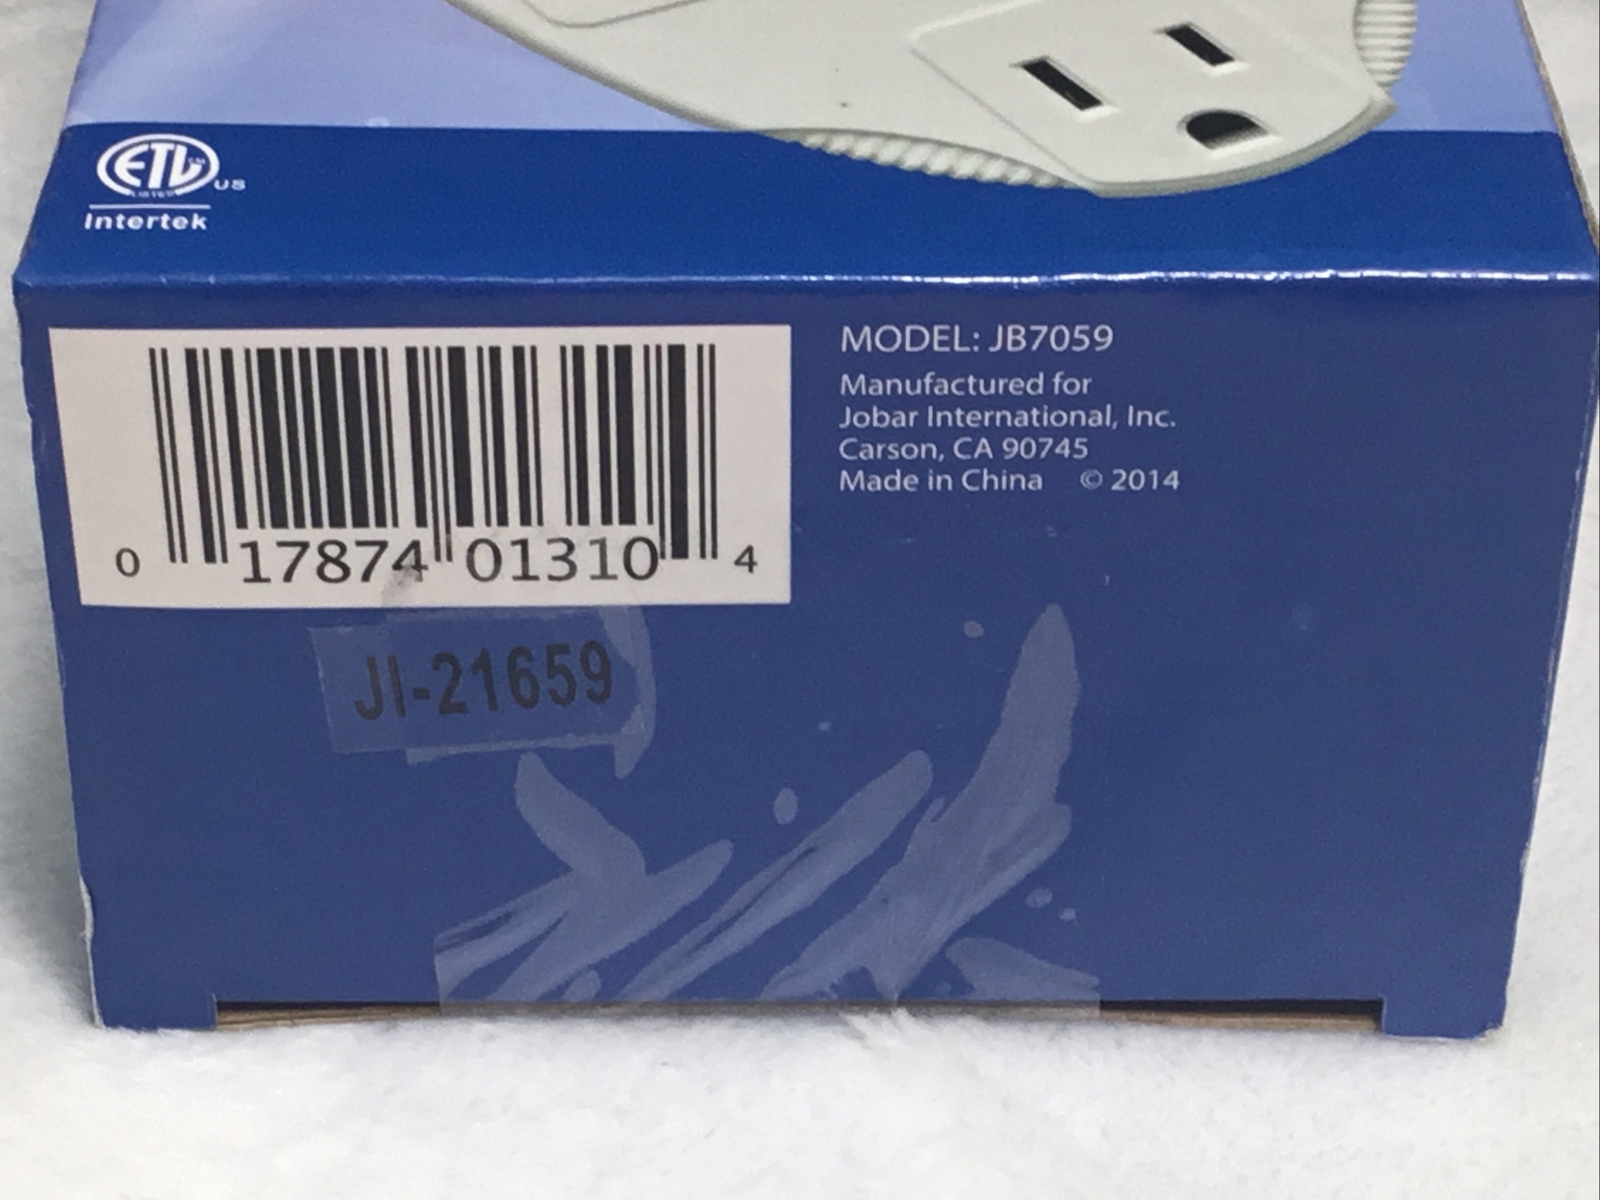 ETL
LISTED
US
Intertek
MODEL: JB7059
Manufactured for
Jobar International, Inc.
Carson, CA 90745
Made in China © 2014
0 17874 01310 4
JI-21659